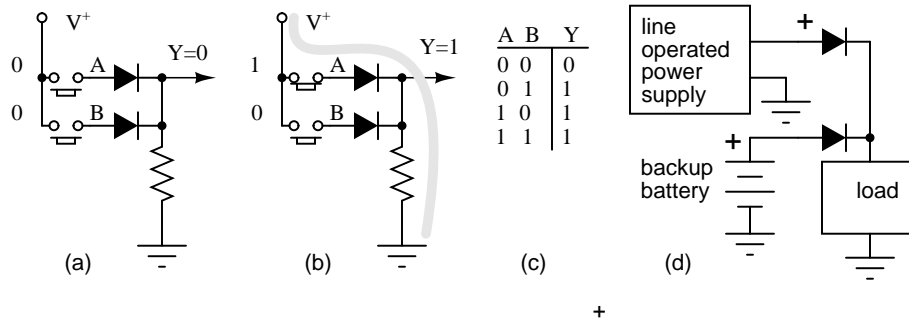 V+
0
A
Y=0
0
B
(a)
V+
1
A
Y=1
0
B
(b)
A B Y
0 0 0
0 1 1
1 0 1
1 1 1
(c)
line
operated
power
supply
+
+
backup
battery
load
(d)
+